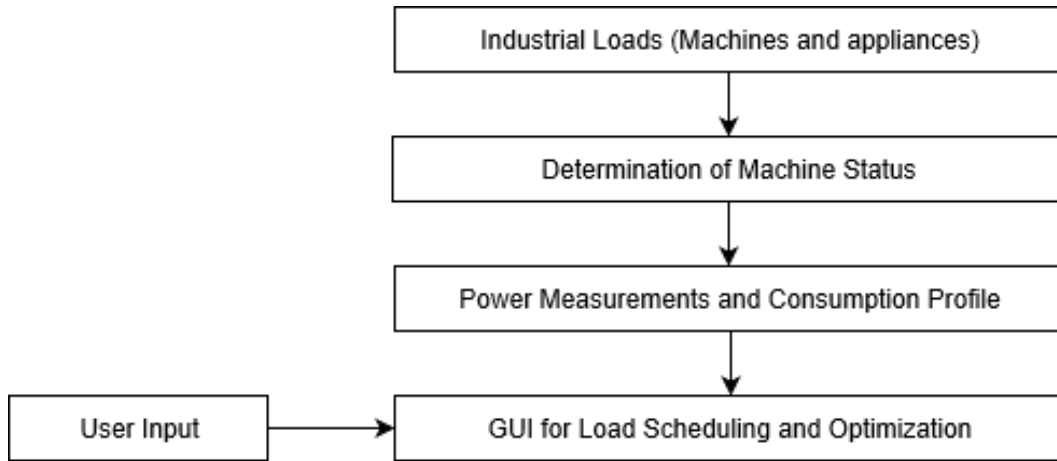 Industrial Loads (Machines and appliances)
Determination of Machine Status
Power Measurements and Consumption Profile
User Input
GUI for Load Scheduling and Optimization